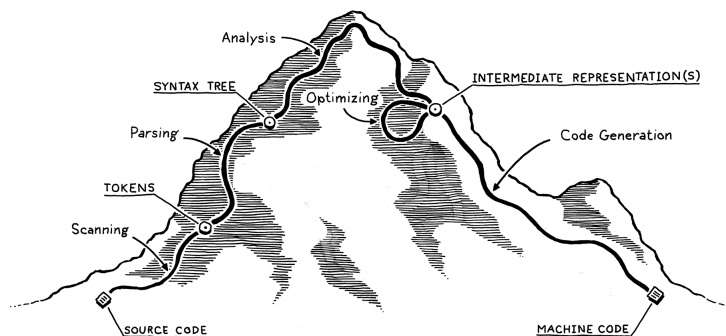 Analysis
SYNTAX TREE
INTERMEDIATE REPRESENTATION(S)
Optimizing
Parsing
Code Generation
TOKENS
Scanning
SOURCE CODE
MACHINE CODE